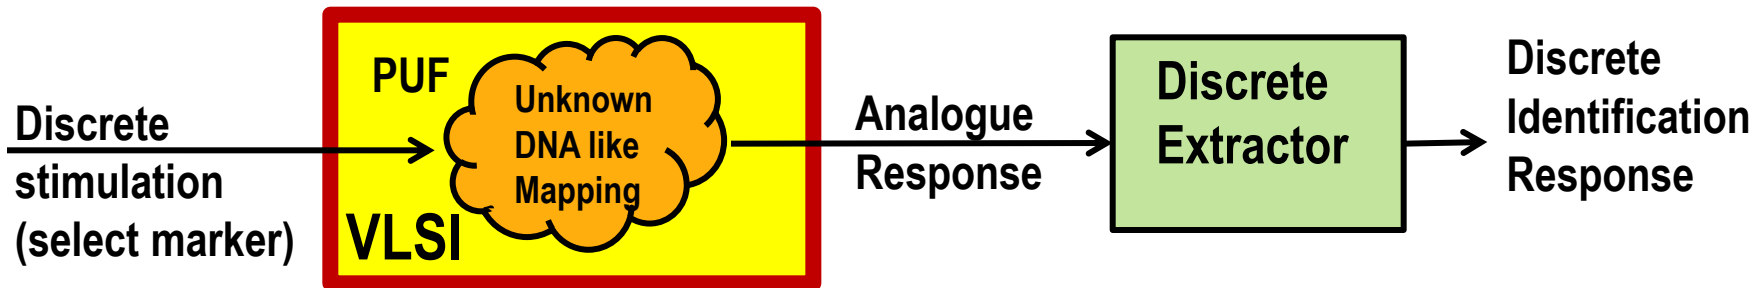 Discrete
stimulation
(select marker)
PUF
Unknown
DNA like
Mapping
VLSI
Analogue
Response
Discrete
Extractor
Discrete
Identification
Response